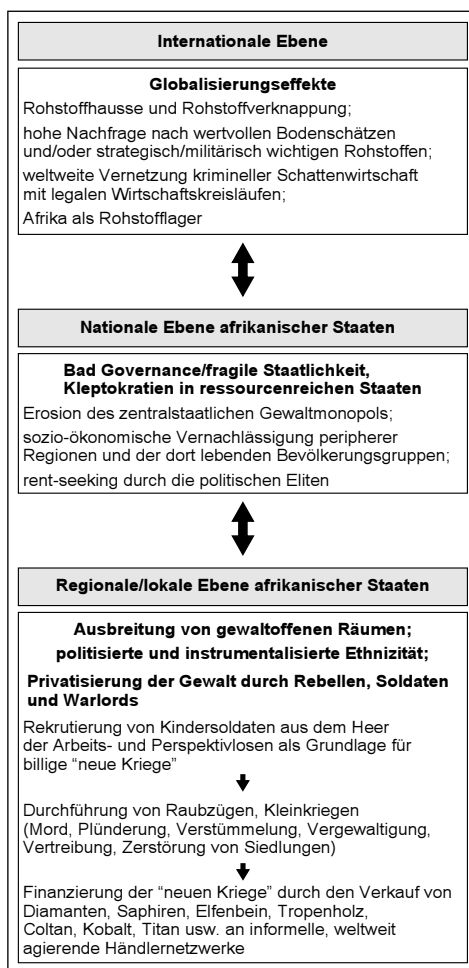 Internationale Ebene
Globalisierungseffekte
Rohstoffhausse und Rohstoffverknappung;
hohe Nachfrage nach wertvollen Bodenschätzen
und/oder strategisch/militärisch wichtigen Rohstoffen;
weltweite Vernetzung krimineller Schattenwirtschaft
mit legalen Wirtschaftskreisläufen;
Afrika als Rohstofflager
Nationale Ebene afrikanischer Staaten
Bad Governance/fragile Staatlichkeit,
Kleptokratien in ressourcenreichen Staaten
Erosion des zentralstaatlichen Gewaltmonopols;
sozio-ökonomische Vernachlässigung peripherer
Regionen und der dort lebenden Bevölkerungsgruppen;
rent-seeking durch die politischen Eliten
Regionale/lokale Ebene afrikanischer Staaten
Ausbreitung von gewaltoffenen Räumen;
politisierte und instrumentalisierte Ethnizität;
Privatisierung der Gewalt durch Rebellen, Soldaten
und Warlords
Rekrutierung von Kindersoldaten aus dem Heer
der Arbeits- und Perspektivlosen als Grundlage für
billige “neue Kriege”
Durchführung von Raubzügen, Kleinkriegen
(Mord, Plünderung, Verstümmelung, Vergewaltigung,
Vertreibung, Zerstörung von Siedlungen)
Finanzierung der “neuen Kriege” durch den Verkauf von
Diamanten, Saphiren, Elfenbein, Tropenholz,
Coltan, Kobalt, Titan usw. an informelle, weltweit
agierende Händlernetzwerke